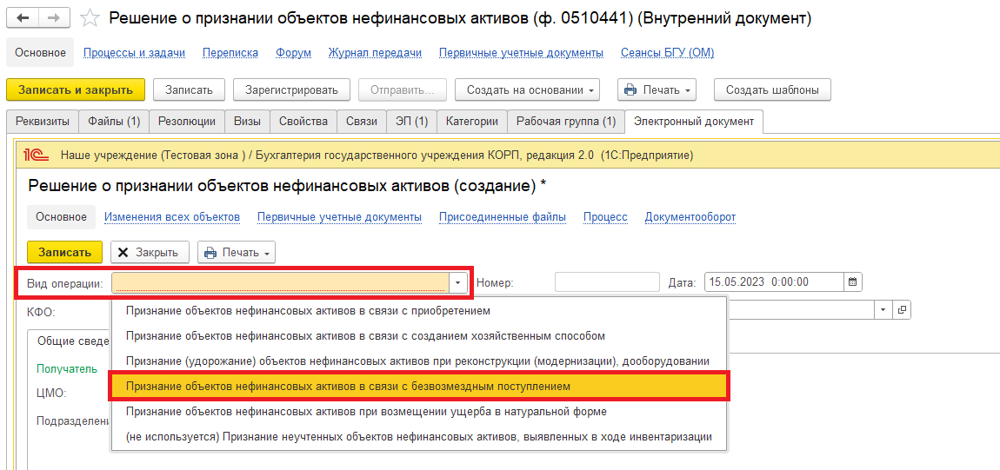 Решение о признании объектов нефинансовых активов (ф. 0510441) (Внутренний документ)
Основное Процессы и задачи Переписка Форум Журнал передачи Первичные учетные документы Сеансы БГУ (ОМ)
Записать и закрыть Записать Зарегистрировать Отправить... Создать на основании Печать Создать шаблоны
Реквизиты Файлы (1) Резолюции Визы Свойства Связи ЭП (1) Категории Рабочая группа (1) Электронный документ
1С Наше учреждение (Тестовая зона ) / Бухгалтерия государственного учреждения КОРП, редакция 2.0 (1С:Предприятие)
Решение о признании объектов нефинансовых активов (создание) *
Основное Изменения всех объектов Первичные учетные документы Присоединенные файлы Процесс Документооборот
Записать Закрыть Печать
Вид операции: Номер: Дата: 15.05.2023 0:00:00
КФО:
Признание объектов нефинансовых активов в связи с приобретением
Признание объектов нефинансовых активов в связи с созданием хозяйственным способом
Признание (удорожание) объектов нефинансовых активов при реконструкции (модернизации), дооборудовании
Признание объектов нефинансовых активов в связи с безвозмездным поступлением
Признание объектов нефинансовых активов при возмещении ущерба в натуральной форме
(не используется) Признание неучтенных объектов нефинансовых активов, выявленных в ходе инвентаризации
Общие сведе
Получатель
ЦМО:
Подразделени